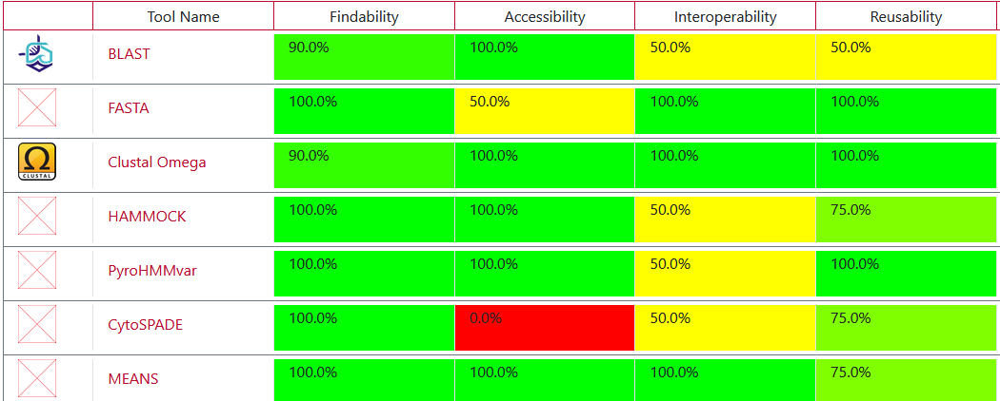 Tool Name Findability Accessibility Interoperability Reusability
BLAST 90.0% 100.0% 50.0% 50.0%
FASTA 100.0% 50.0% 100.0% 100.0%
Ω CLUSTAL Clustal Omega 90.0% 100.0% 100.0% 100.0%
HAMMOCK 100.0% 100.0% 50.0% 75.0%
PyroHMMvar 100.0% 100.0% 50.0% 100.0%
CytoSPADE 100.0% 0.0% 50.0% 75.0%
MEANS 100.0% 100.0% 100.0% 75.0%